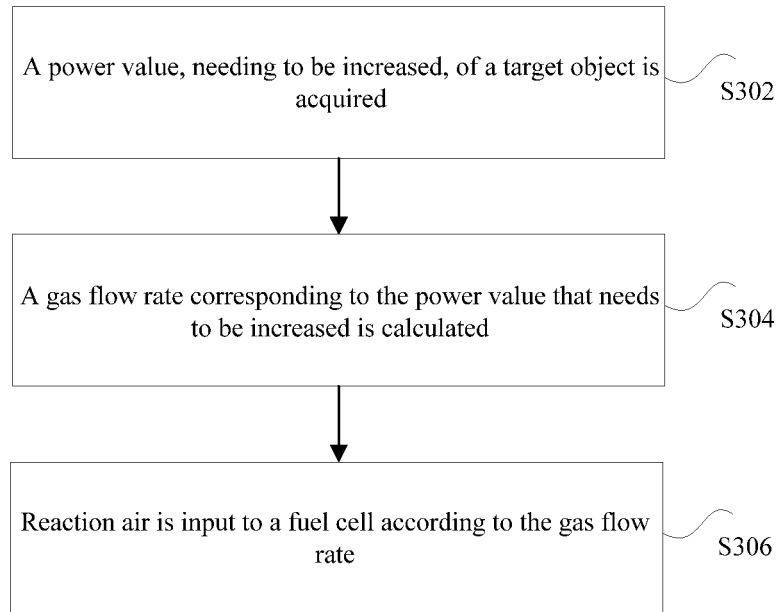 A power value, needing to be increased, of a target object is
acquired
S302
A gas flow rate corresponding to the power value that needs
to be increased is calculated
S304
Reaction air is input to a fuel cell according to the gas flow
rate
S306